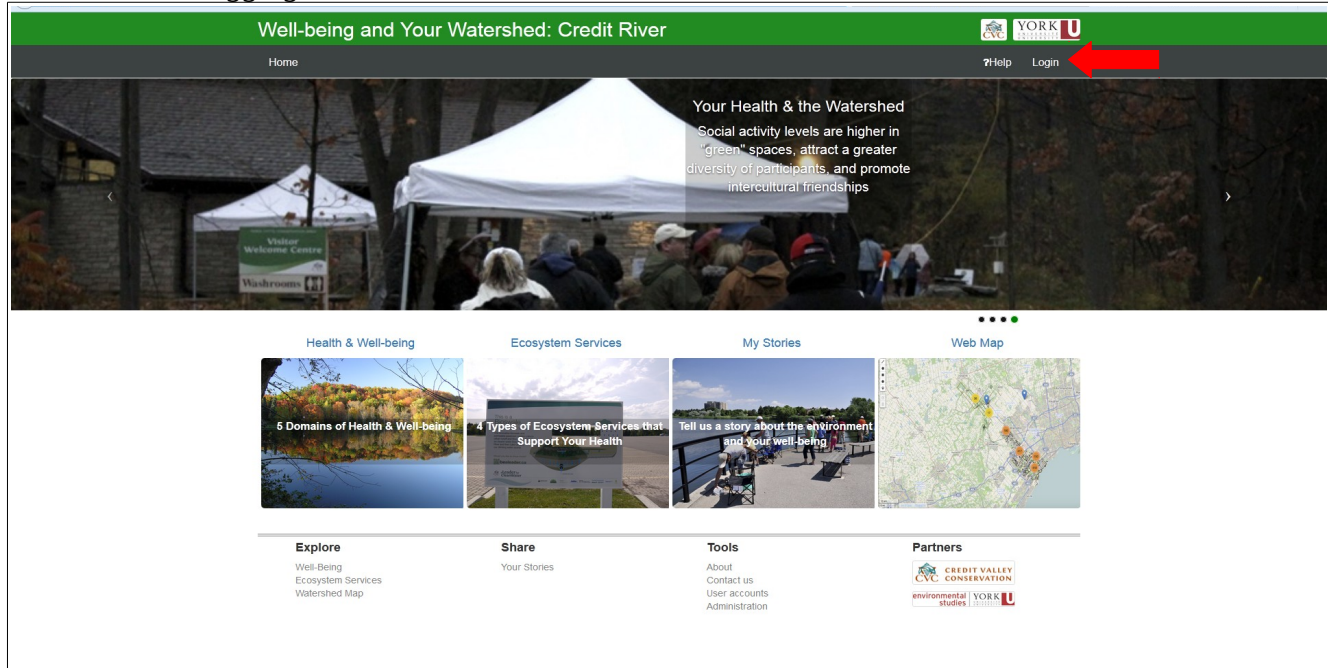 Well-being and Your Watershed: Credit River
CVC
YORK U
UNIVERSITÉ
UNIVERSITY
Home
?Help Login
Your Health & the Watershed
Social activity levels are higher in
"green" spaces, attract a greater
diversity of participants, and promote
intercultural friendships
‹
›
Visitor
Welcome Centre
Washrooms
Health & Well-being
Ecosystem Services
My Stories
Web Map
5 Domains of Health & Well-being
4 Types of Ecosystem Services that
Support Your Health
Tell us a story about the environment
and your well-being
Explore
Well-Being
Ecosystem Services
Watershed Map
Share
Your Stories
Tools
About
Contact us
User accounts
Administration
Partners
CVC
CREDIT VALLEY
CONSERVATION
environmental
studies
YORK U